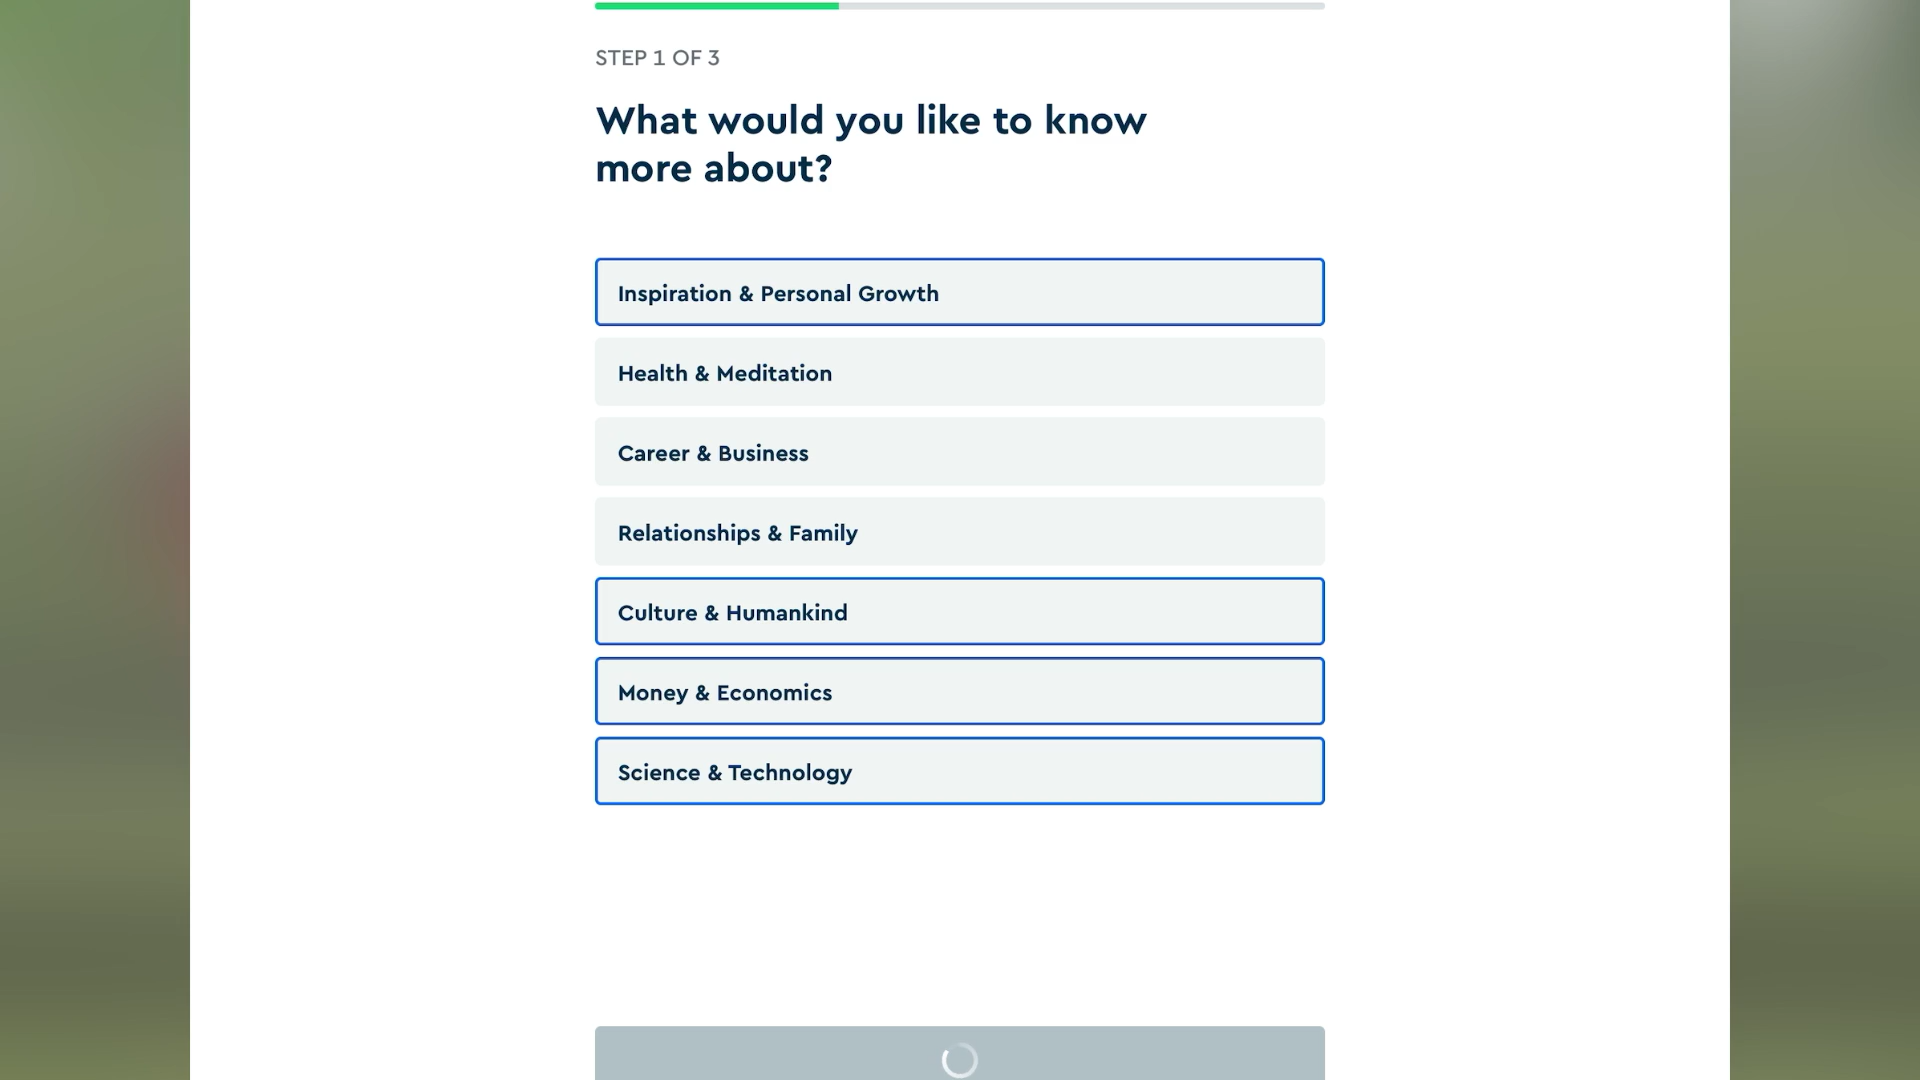 STEP 1 OF 3
What would you like to know
more about?
Inspiration & Personal Growth
Health & Meditation
Career & Business
Relationships & Family
Culture & Humankind
Money & Economics
Science & Technology